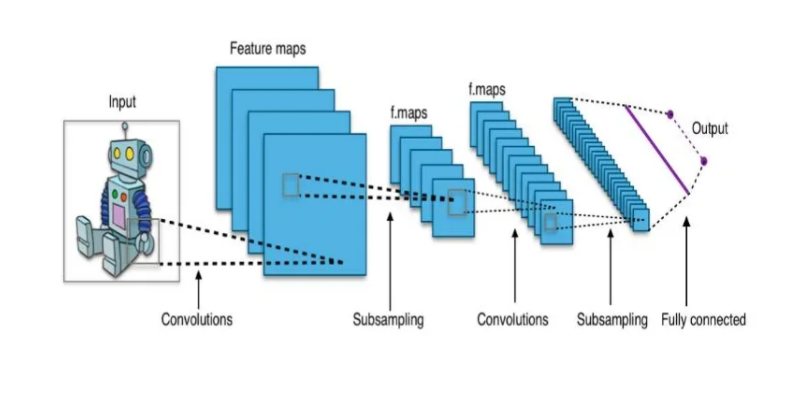 Feature maps
Input
f.maps
f.maps
Output
Convolutions
Subsampling
Convolutions
Subsampling
Fully connected